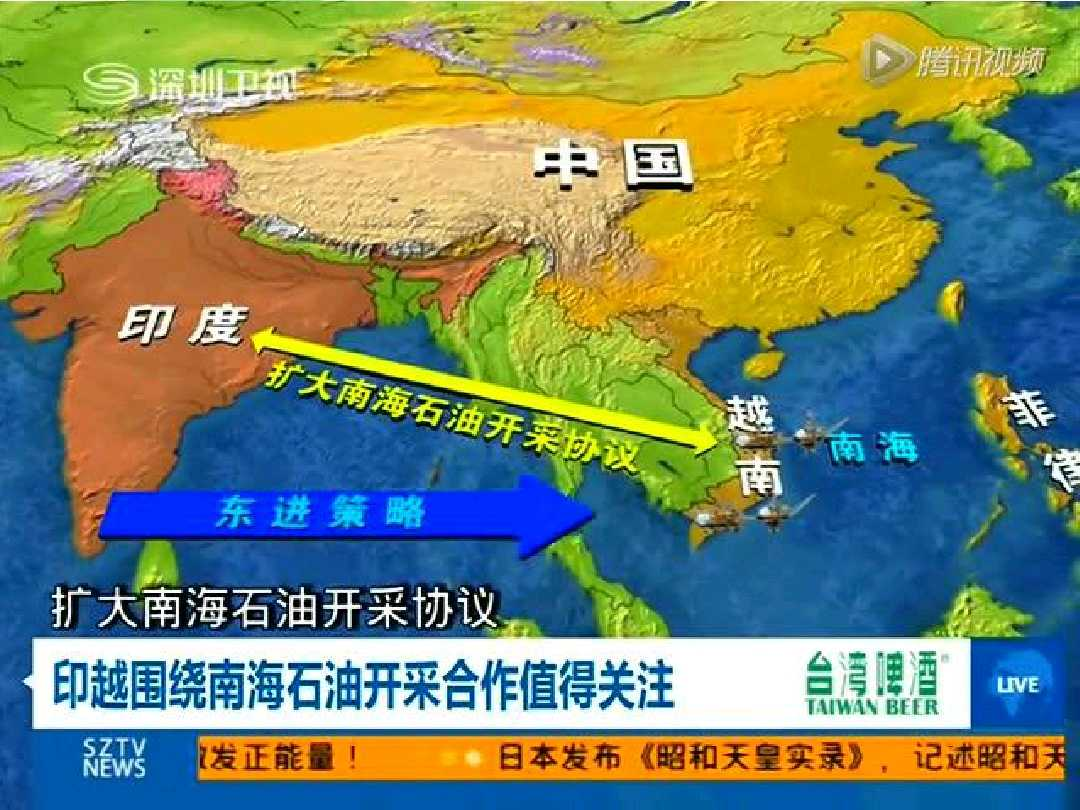 深圳卫视
腾讯视频
中国
印度
扩大南海石油开采协议
越南
南海
菲
东进策略
扩大南海石油开采协议
印越围绕南海石油开采合作值得关注
台湾啤酒®
TAIWAN BEER
LIVE
SZTV
NEWS
发正能量！ 日本发布《昭和天皇实录》，记述昭和天